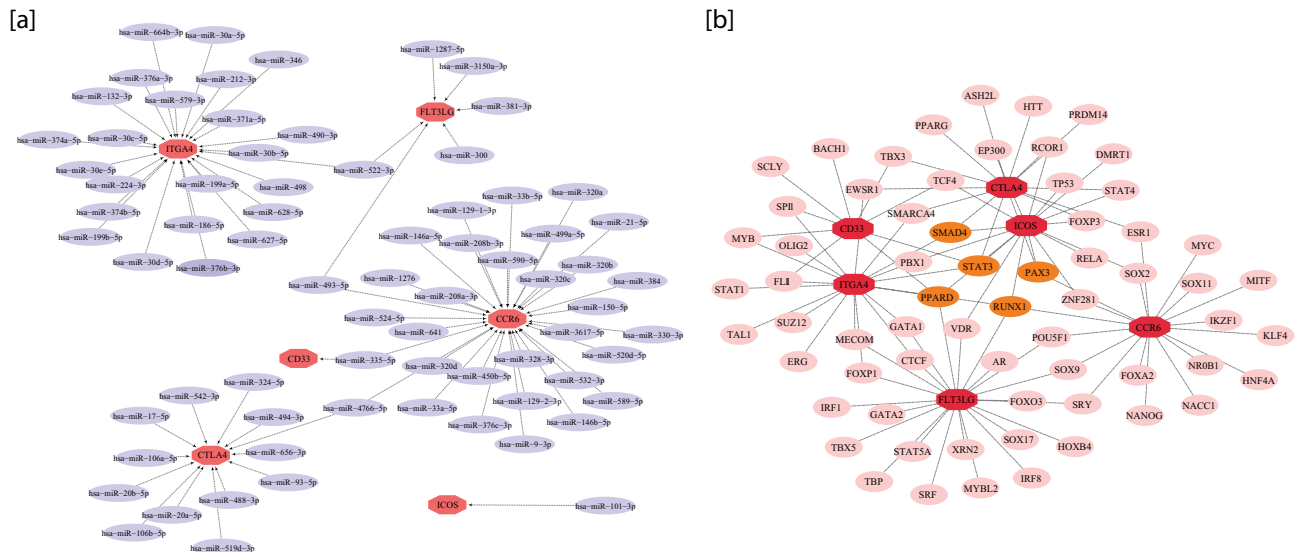 [a]
hsa-miR-664b-3p
hsa-miR-30a-5p
hsa-miR-346
hsa-miR-376a-3p
hsa-miR-212-3p
hsa-miR-132-3p
hsa-miR-579-3p
hsa-miR-371a-5p
hsa-miR-374a-5p
hsa-miR-30c-5p
hsa-miR-490-3p
ITGA4
hsa-miR-30b-5p
hsa-miR-30e-5p
hsa-miR-522-3p
hsa-miR-224-3p
hsa-miR-199a-5p
hsa-miR-498
hsa-miR-374b-5p
hsa-miR-628-5p
hsa-miR-186-5p
hsa-miR-199b-5p
hsa-miR-627-5p
hsa-miR-30d-5p
hsa-miR-376b-3p
hsa-miR-1287-5p
hsa-miR-3150a-3p
hsa-miR-381-3p
FLT3LG
hsa-miR-300
hsa-miR-33b-5p
hsa-miR-320a
hsa-miR-129-1-3p
hsa-miR-21-5p
hsa-miR-146a-5p
hsa-miR-499a-5p
hsa-miR-208b-3p
hsa-miR-590-5p
hsa-miR-320b
hsa-miR-1276
hsa-miR-320c
hsa-miR-493-5p
hsa-miR-384
hsa-miR-208a-3p
hsa-miR-150-5p
hsa-miR-524-5p
CCR6
hsa-miR-641
hsa-miR-3617-5p
hsa-miR-330-3p
CD33
hsa-miR-335-5p
hsa-miR-520d-5p
hsa-miR-320d
hsa-miR-328-3p
hsa-miR-450b-5p
hsa-miR-532-3p
hsa-miR-589-5p
hsa-miR-4766-5p
hsa-miR-33a-5p
hsa-miR-129-2-3p
hsa-miR-376c-3p
hsa-miR-146b-5p
hsa-miR-9-3p
hsa-miR-324-5p
hsa-miR-542-3p
hsa-miR-17-5p
hsa-miR-494-3p
hsa-miR-106a-5p
CTLA4
hsa-miR-656-3p
hsa-miR-93-5p
hsa-miR-20b-5p
hsa-miR-488-3p
hsa-miR-20a-5p
hsa-miR-106b-5p
hsa-miR-519d-3p
ICOS
hsa-miR-101-3p
[b]
ASH2L
HTT
PRDM14
PPARG
BACH1
EP300
RCOR1
TBX3
SCLY
DMRT1
TCF4
EWSR1
CTLA4
TP53
STAT4
SPI1
SMARCA4
ICOS
FOXP3
CD33
SMAD4
ESR1
MYB
OLIG2
PBX1
STAT3
PAX3
RELA
SOX2
MYC
STAT1
FLI1
ITGA4
PPARD
RUNX1
ZNF281
SOX11
MITF
SUZ12
GATA1
VDR
CCR6
IKZF1
TAL1
MECOM
POU5F1
KLF4
ERG
CTCF
AR
NR0B1
FOXP1
SOX9
FOXA2
HNF4A
IRF1
FLT3LG
FOXO3
SRY
NACC1
GATA2
NANOG
TBX5
STAT5A
XRN2
SOX17
HOXB4
TBP
SRF
MYBL2
IRF8